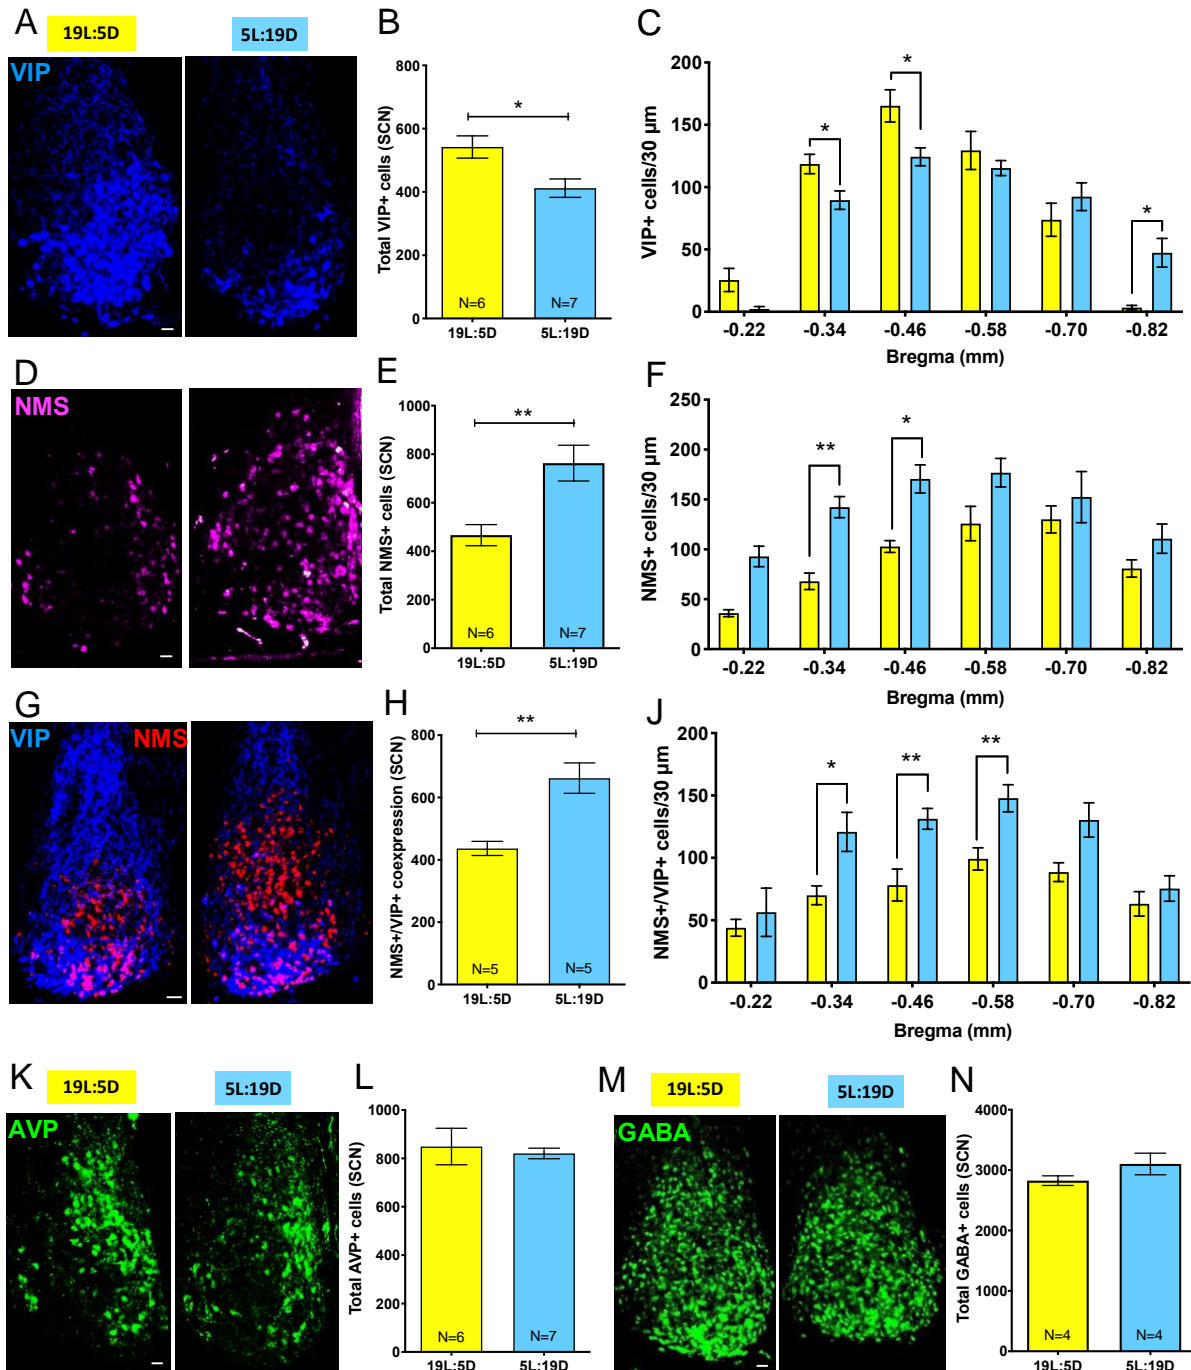 A
19L:5D
5L:19D
VIP
B
Total VIP+ cells (SCN)
800
600
400
200
0
*
N=6
N=7
19L:5D
5L:19D
C
VIP+ cells/30 µm
200
150
100
50
0
*
*
*
-0.22 -0.34 -0.46 -0.58 -0.70 -0.82
Bregma (mm)
D
NMS
E
Total NMS+ cells (SCN)
1000
800
600
400
200
0
**
N=6
N=7
19L:5D
5L:19D
F
NMS+ cells/30 µm
250
200
150
100
50
0
**
*
-0.22 -0.34 -0.46 -0.58 -0.70 -0.82
Bregma (mm)
G
VIP
NMS
H
NMS+/VIP+ coexpression (SCN)
800
600
400
200
0
**
N=5
N=5
19L:5D
5L:19D
J
NMS+/VIP+ cells/30 µm
200
150
100
50
0
*
**
**
-0.22 -0.34 -0.46 -0.58 -0.70 -0.82
Bregma (mm)
K
19L:5D
5L:19D
AVP
L
Total AVP+ cells (SCN)
1000
800
600
400
200
0
N=6
N=7
19L:5D
5L:19D
M
19L:5D
5L:19D
GABA
N
Total GABA+ cells (SCN)
4000
3000
2000
1000
0
N=4
N=4
19L:5D
5L:19D